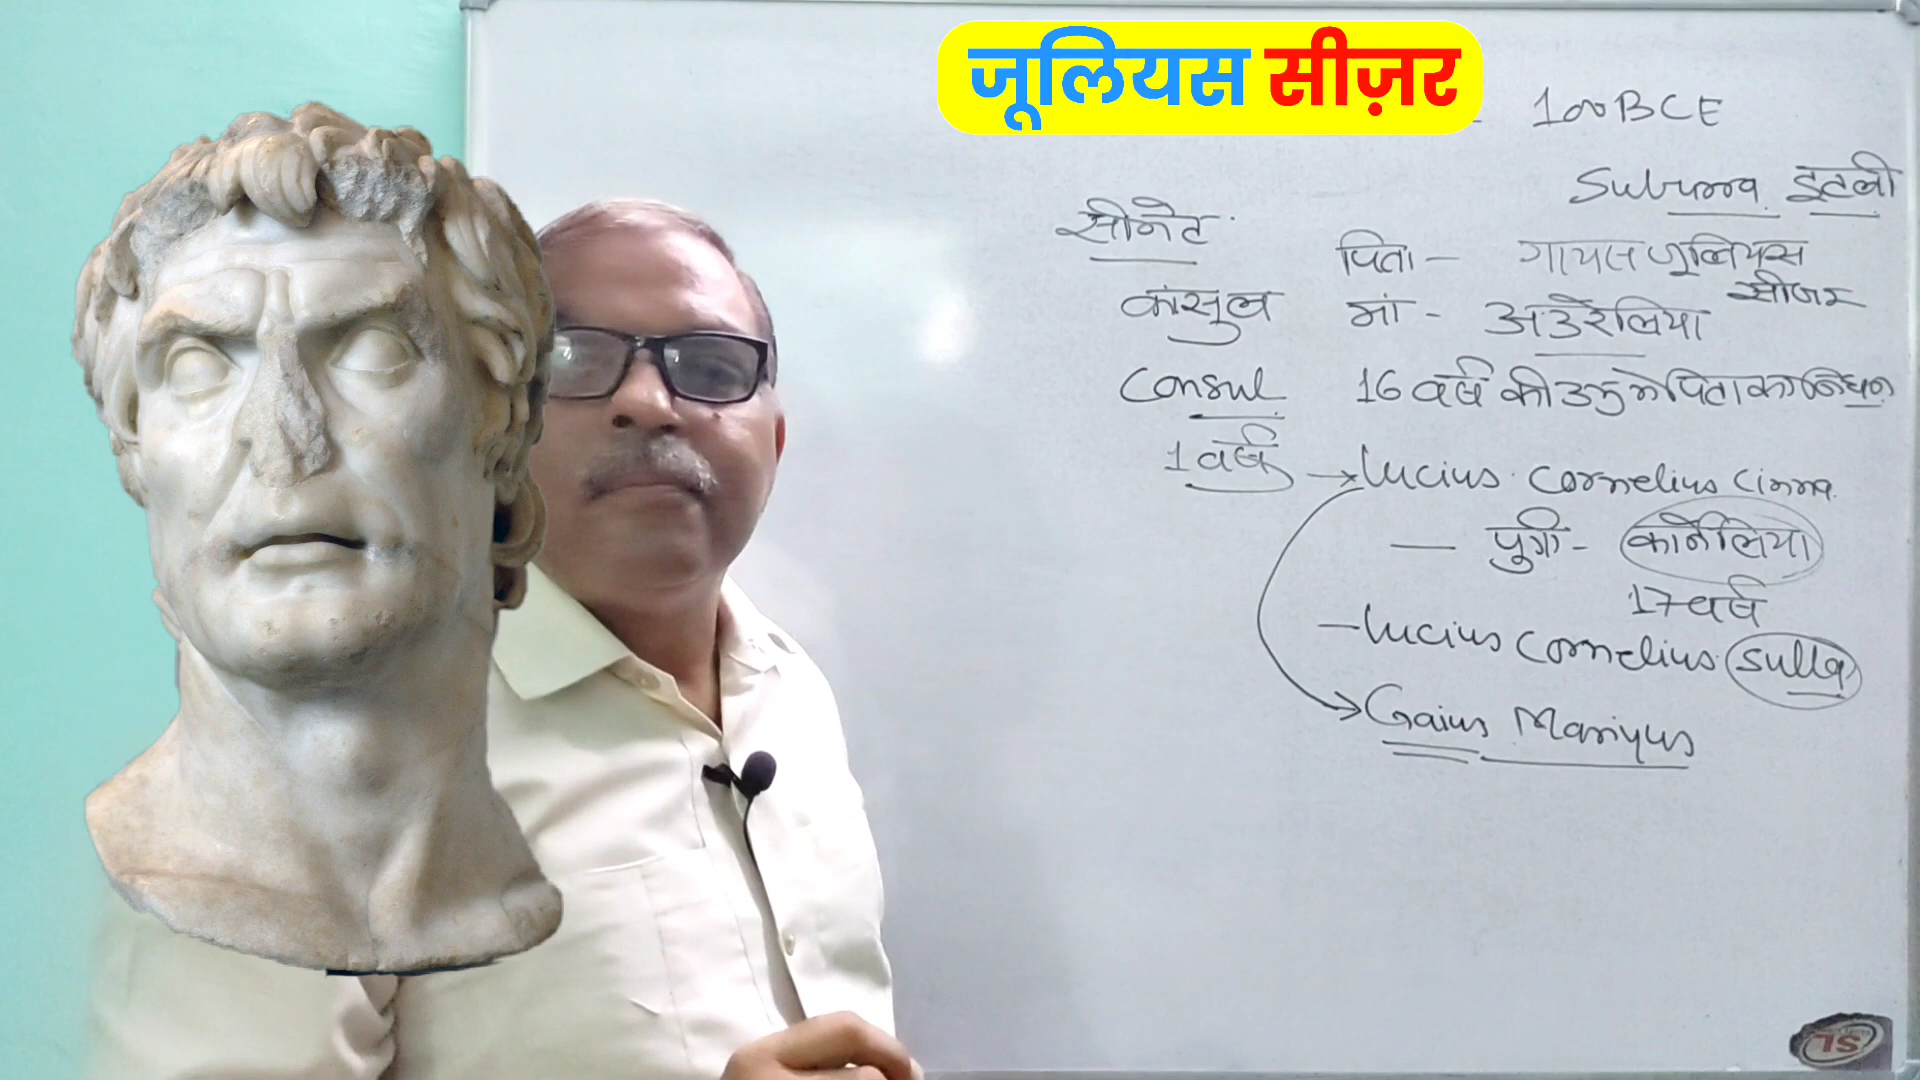 जूलियस सीज़र
100 BCE
Suburra इटली
सीनेट
पिता - गायस जूलियस सीजर
कांसुल
मां - अउरेलिया
Consul
16 वर्ष की उम्र मे पिता का निधन
1 वर्ष
→ Lucius Cornelius Cinna
— पुत्री - कार्नेलिया
17 वर्ष
— Lucius Cornelius Sulla
→ Gaius Mariyus